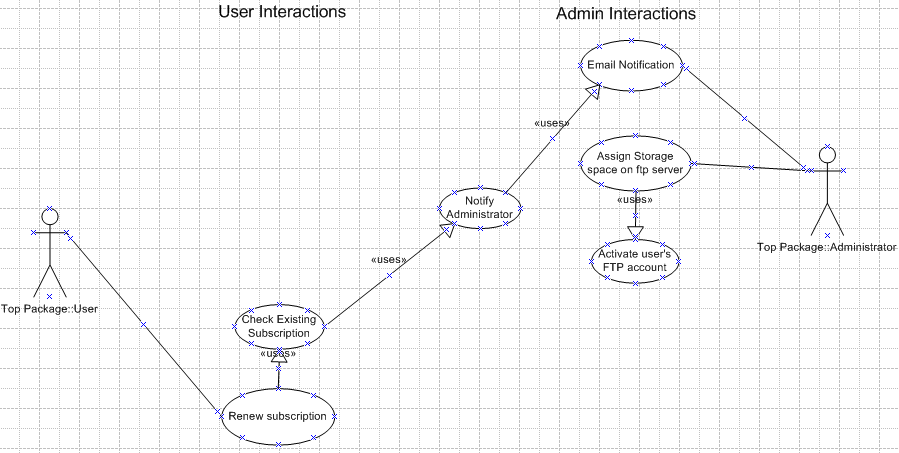 User Interactions
Admin Interactions
Email Notification
«uses»
Assign Storage
space on ftp server
«uses»
Notify
Administrator
Top Package::Administrator
Activate user's
FTP account
«uses»
Top Package::User
Check Existing
Subscription
«uses»
Renew subscription